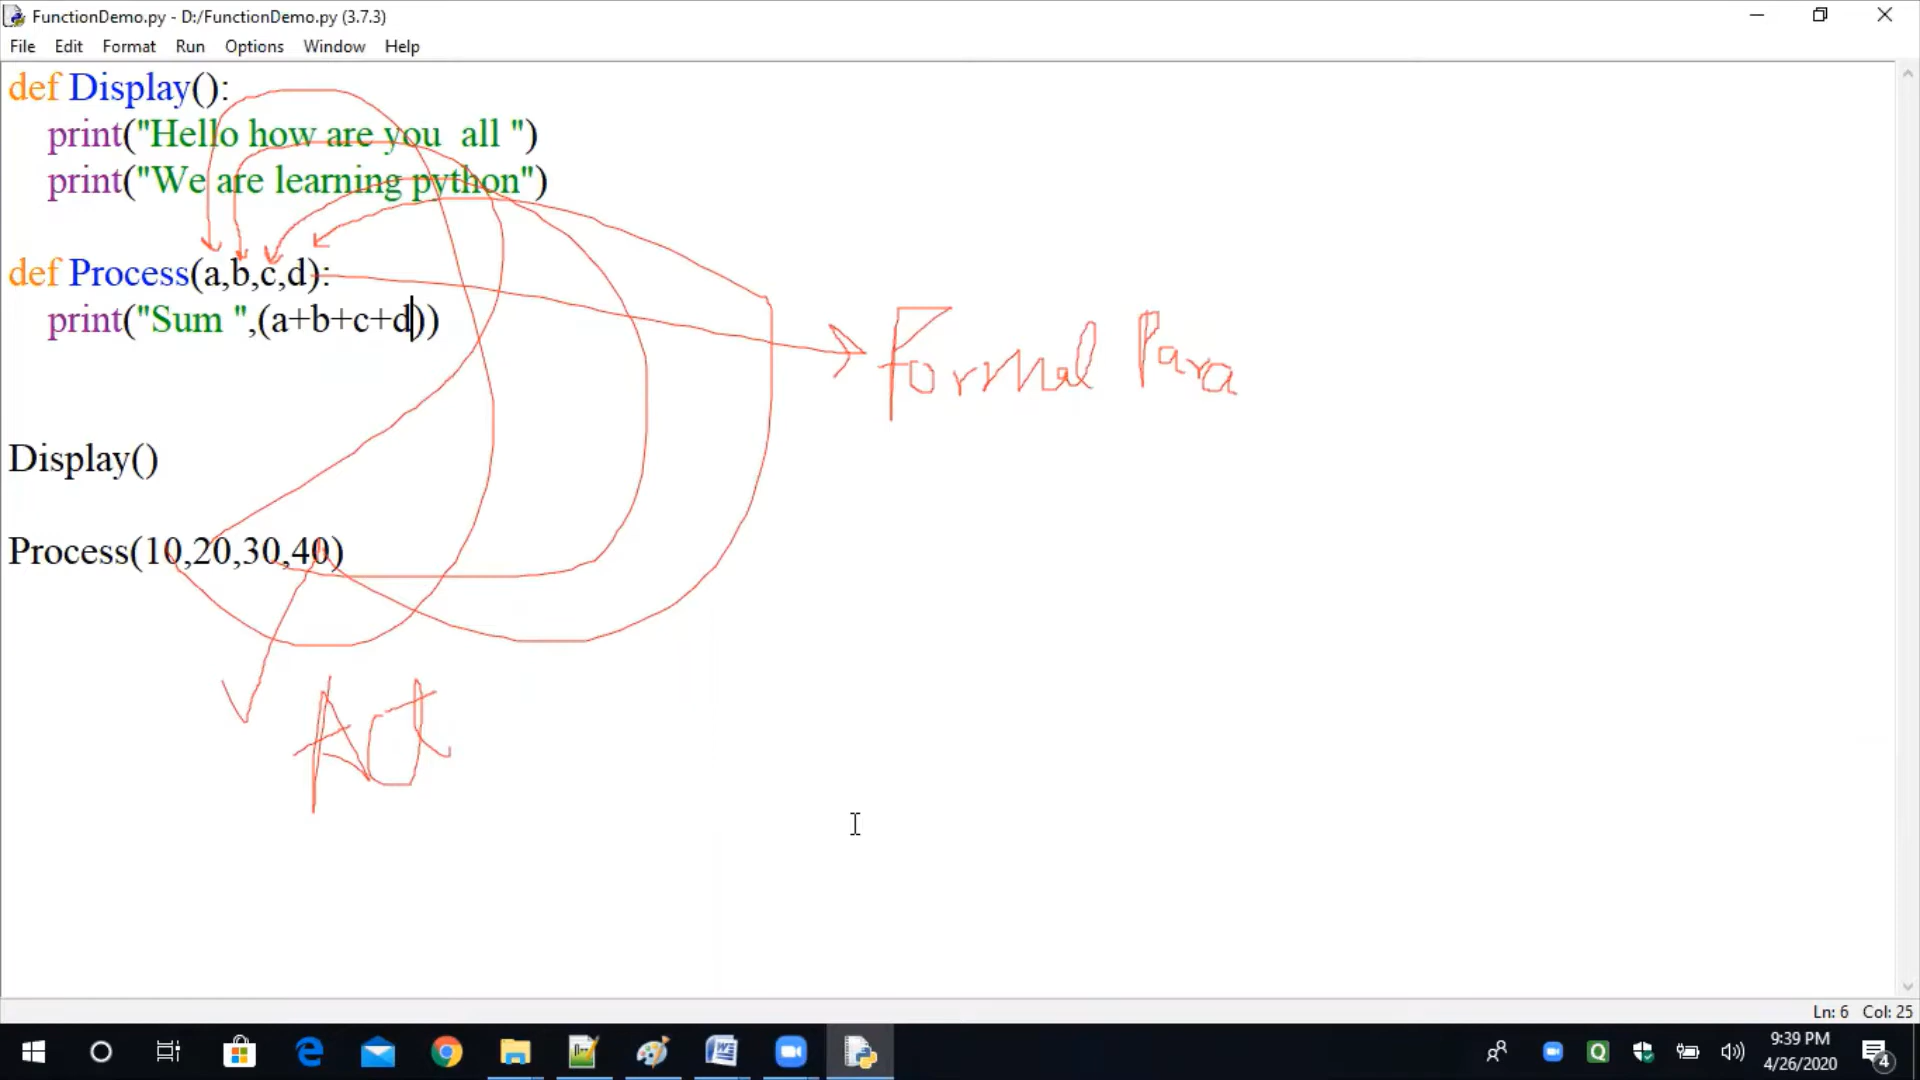 FunctionDemo.py - D:/FunctionDemo.py (3.7.3)
File Edit Format Run Options Window Help
def Display():
print("Hello how are you  all ")
print("We are learning python")
def Process(a,b,c,d):
print("Sum ",(a+b+c+d))
Formal Para
Display()
Process(10,20,30,40)
Act
Ln: 6 Col: 25
9:39 PM
4/26/2020
4